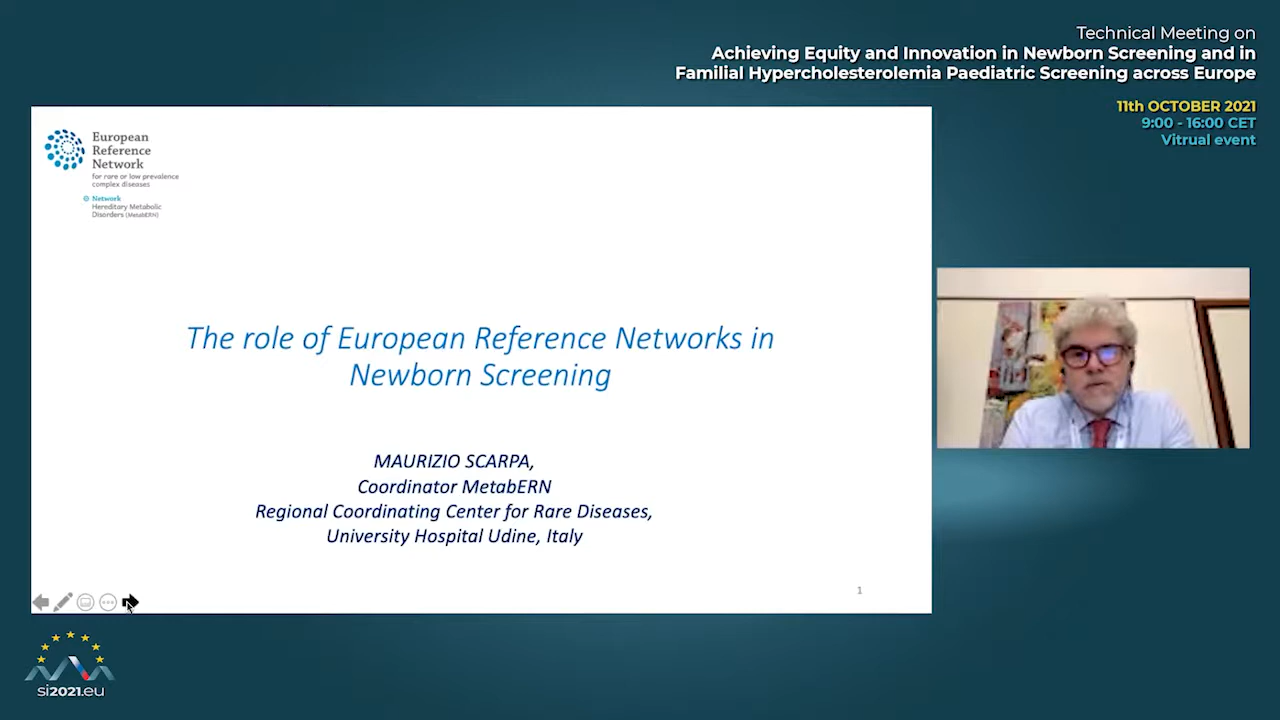 Technical Meeting on
Achieving Equity and Innovation in Newborn Screening and in
Familial Hypercholesterolemia Paediatric Screening across Europe
11th OCTOBER 2021
9:00 - 16:00 CET
Vitrual event
European
Reference
Network
for rare or low prevalence
complex diseases
Network
Hereditary Metabolic
Disorders (MetabERN)
The role of European Reference Networks in
Newborn Screening
MAURIZIO SCARPA,
Coordinator MetabERN
Regional Coordinating Center for Rare Diseases,
University Hospital Udine, Italy
1
si2021.eu